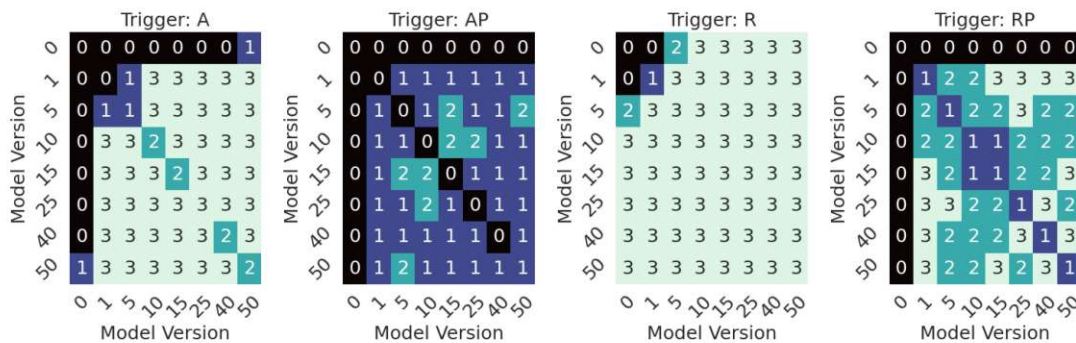 Trigger: A
Model Version
0 0 0 0 0 0 0 0 1
1 0 0 1 3 3 3 3 3
5 0 1 1 3 3 3 3 3
10 0 3 3 2 3 3 3 3
15 0 3 3 3 2 3 3 3
25 0 3 3 3 3 3 3 3
40 0 3 3 3 3 3 2 3
50 1 3 3 3 3 3 3 2
0 1 5 10 15 25 40 50
Model Version
Trigger: AP
Model Version
0 0 0 0 0 0 0 0 0
1 0 0 1 1 1 1 1 1
5 0 1 0 1 2 1 1 2
10 0 1 1 0 2 2 1 1
15 0 1 2 2 0 1 1 1
25 0 1 1 2 1 0 1 1
40 0 1 1 1 1 1 0 1
50 0 1 2 1 1 1 1 1
0 1 5 10 15 25 40 50
Model Version
Trigger: R
Model Version
0 0 0 2 3 3 3 3 3
1 0 1 3 3 3 3 3 3
5 2 3 3 3 3 3 3 3
10 3 3 3 3 3 3 3 3
15 3 3 3 3 3 3 3 3
25 3 3 3 3 3 3 3 3
40 3 3 3 3 3 3 3 3
50 3 3 3 3 3 3 3 3
0 1 5 10 15 25 40 50
Model Version
Trigger: RP
Model Version
0 0 0 0 0 0 0 0 0
1 0 1 2 2 3 3 3 3
5 0 2 1 2 2 3 2 2
10 0 2 2 1 1 2 2 2
15 0 3 2 1 1 2 2 3
25 0 3 3 2 2 1 3 2
40 0 3 2 2 2 3 1 3
50 0 3 2 2 3 2 3 1
0 1 5 10 15 25 40 50
Model Version